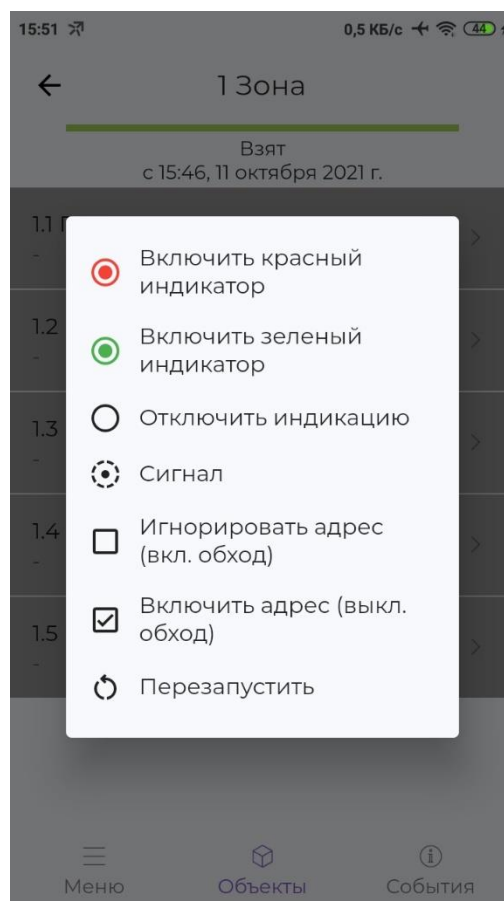 15:51 0,5 КБ/с 44
1 Зона
Взят
с 15:46, 11 октября 2021 г.
1.1
-
Включить красный
индикатор
1.2
-
Включить зеленый
индикатор
1.3
-
Отключить индикацию
Сигнал
1.4
-
Игнорировать адрес
(вкл. обход)
1.5
-
Включить адрес (выкл.
обход)
Перезапустить
Меню Объекты События